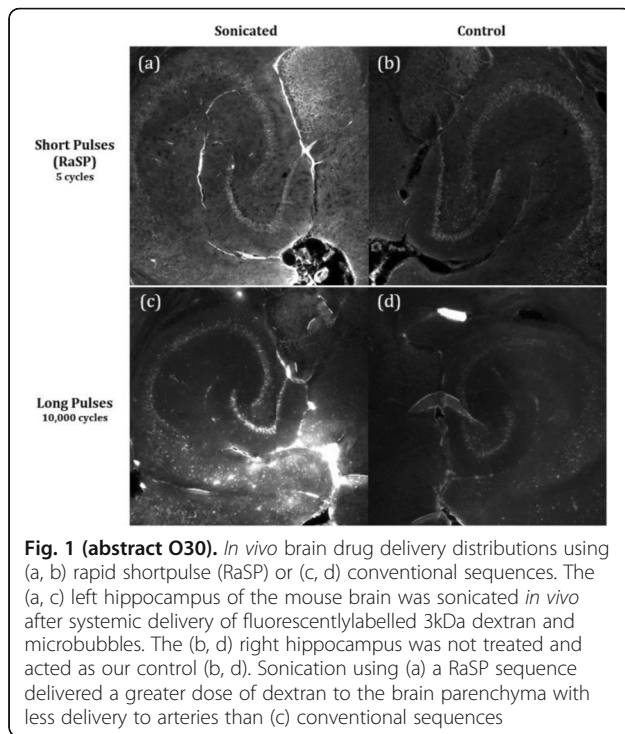 Sonicated Control
(a) (b)
Short Pulses
(RaSP)
5 cycles
(c) (d)
Long Pulses
10,000 cycles
Fig. 1 (abstract O30). In vivo brain drug delivery distributions using
(a, b) rapid shortpulse (RaSP) or (c, d) conventional sequences. The
(a, c) left hippocampus of the mouse brain was sonicated in vivo
after systemic delivery of fluorescentlylabelled 3kDa dextran and
microbubbles. The (b, d) right hippocampus was not treated and
acted as our control (b, d). Sonication using (a) a RaSP sequence
delivered a greater dose of dextran to the brain parenchyma with
less delivery to arteries than (c) conventional sequences